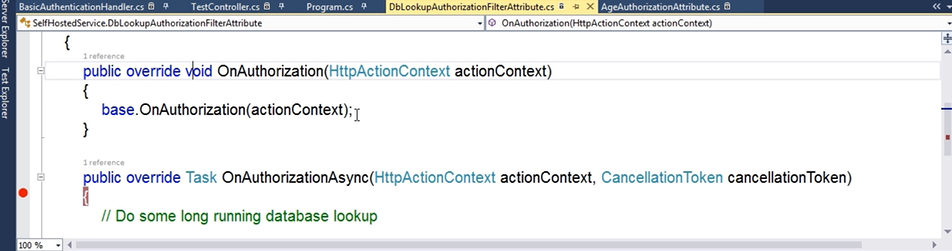 BasicAuthenticationHandler.cs
TestController.cs
Program.cs
DbLookupAuthorizationFilterAttribute.cs
AgeAuthorizationAttribute.cs
SelfHostedService.DbLookupAuthorizationFilterAttribute
OnAuthorization(HttpActionContext actionContext)
Server Explorer
Test Explorer
{
1 reference
public override void OnAuthorization(HttpActionContext actionContext)
{
base.OnAuthorization(actionContext);
}
1 reference
public override Task OnAuthorizationAsync(HttpActionContext actionContext, CancellationToken cancellationToken)
{
// Do some long running database lookup
100 %